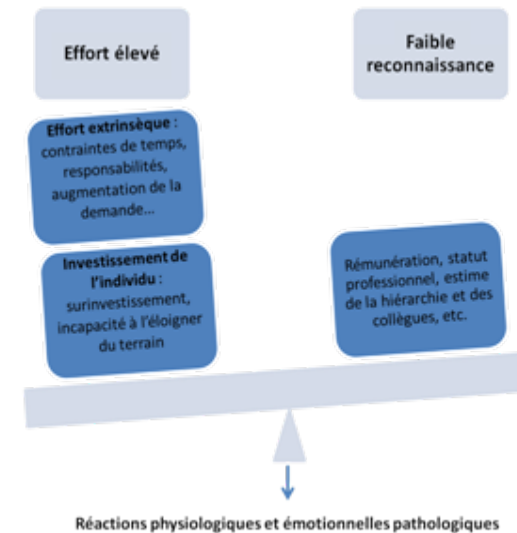 Effort élevé
Faible
reconnaissance
Effort extrinsèque :
contraintes de temps,
responsabilités,
augmentation de la
demande...
Investissement de
l'individu :
surinvestissement,
incapacité à l'éloigner
du terrain
Rémunération, statut
professionnel, estime
de la hiérarchie et des
collègues, etc.
Réactions physiologiques et émotionnelles pathologiques